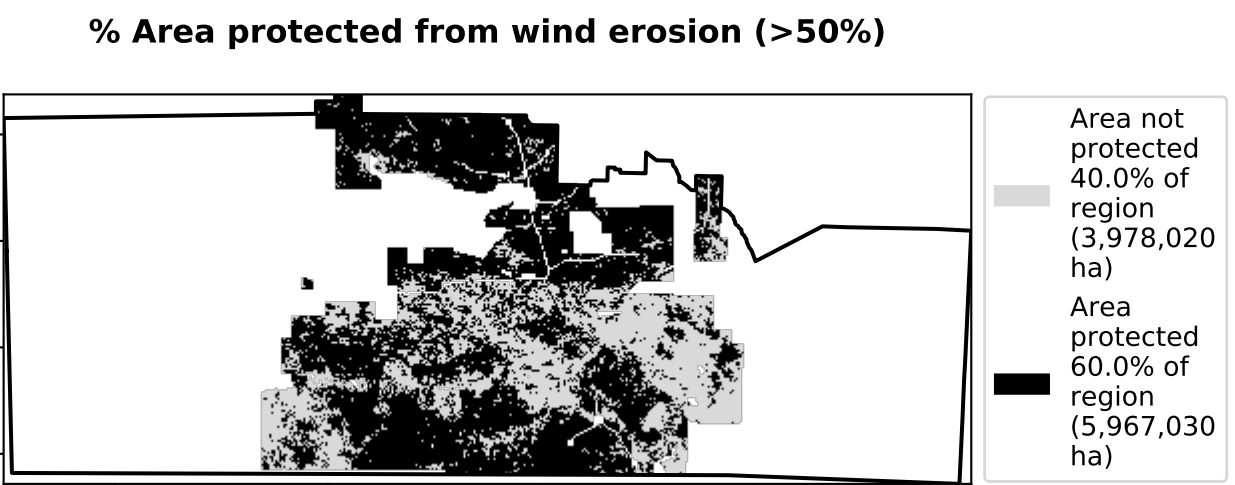 % Area protected from wind erosion (>50%)
Area not
protected
40.0% of
region
(3,978,020
ha)
Area
protected
60.0% of
region
(5,967,030
ha)